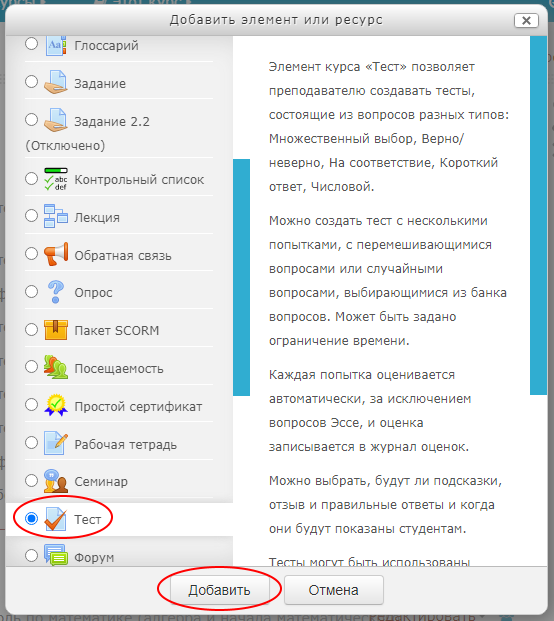 Добавить элемент или ресурс
Глоссарий
Задание
Задание 2.2
(Отключено)
Контрольный список
Лекция
Обратная связь
Опрос
Пакет SCORM
Посещаемость
Простой сертификат
Рабочая тетрадь
Семинар
Тест
Форум
Элемент курса «Тест» позволяет
преподавателю создавать тесты,
состоящие из вопросов разных типов:
Множественный выбор, Верно/
неверно, На соответствие, Короткий
ответ, Числовой.
Можно создать тест с несколькими
попытками, с перемешивающимися
вопросами или случайными
вопросами, выбирающимися из банка
вопросов. Может быть задано
ограничение времени.
Каждая попытка оценивается
автоматически, за исключением
вопросов Эссе, и оценка
записывается в журнал оценок.
Можно выбрать, будут ли подсказки,
отзыв и правильные ответы и когда
они будут показаны студентам.
Тесты могут быть использованы
Добавить
Отмена